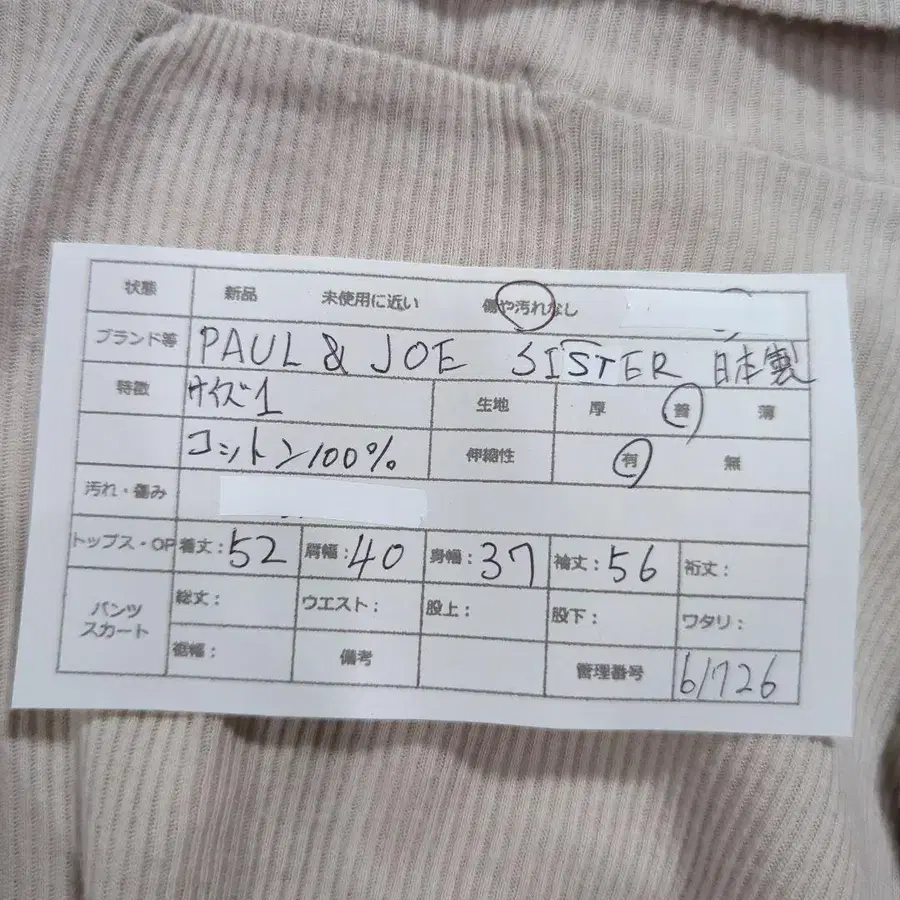 状態 新品 未使用に近い 傷や汚れなし
ブランド等 PAUL & JOE SISTER 日本製
特徴 サイズ1 生地 厚 普 薄
コットン100% 伸縮性 有 無
汚れ・傷み
トップス・OP 着丈:52 肩幅:40 身幅:37 袖丈:56 裄丈:
パンツ スカート 総丈: ウエスト: 股上: 股下: ワタリ:
裾幅: 備考 管理番号 61726